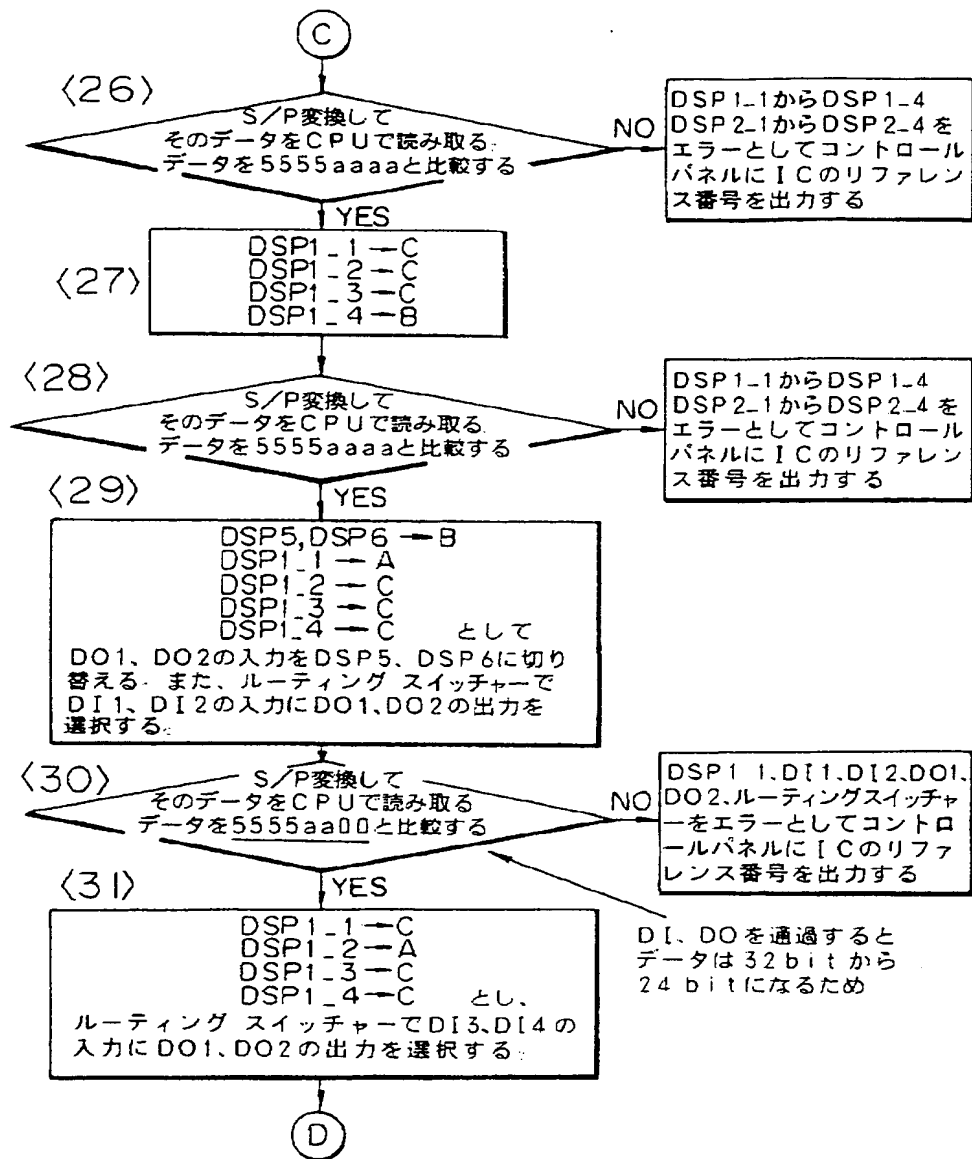 C
〈26〉
S/P変換して
そのデータをCPUで読み取る.
データを5555aaaaと比較する
NO
DSP1_1からDSP1_4
DSP2_1からDSP2_4を
エラーとしてコントロール
パネルにICのリファレン
ス番号を出力する
YES
〈27〉
DSP1_1→C
DSP1_2→C
DSP1_3→C
DSP1_4→B
〈28〉
S/P変換して
そのデータをCPUで読み取る.
データを5555aaaaと比較する
NO
DSP1_1からDSP1_4
DSP2_1からDSP2_4を
エラーとしてコントロール
パネルにICのリファレン
ス番号を出力する
YES
〈29〉
DSP5,DSP6→B
DSP1_1→A
DSP1_2→C
DSP1_3→C
DSP1_4→C として
DO1、DO2の入力をDSP5、DSP6に切り
替える. また、ルーティング スイッチャーで
DI1、DI2の入力にDO1、DO2の出力を
選択する.
〈30〉
S/P変換して
そのデータをCPUで読み取る
データを5555aa00と比較する
NO
DSP1 1、DI1、DI2、DO1、
DO2、ルーティングスイッチャ
ーをエラーとしてコントロ
ールパネルにICのリファ
レンス番号を出力する
YES
DI、DOを通過すると
データは32bitから
24bitになるため
〈31〉
DSP1_1→C
DSP1_2→A
DSP1_3→C
DSP1_4→C とし、
ルーティング スイッチャーでDI3、DI4の
入力にDO1、DO2の出力を選択する.
D